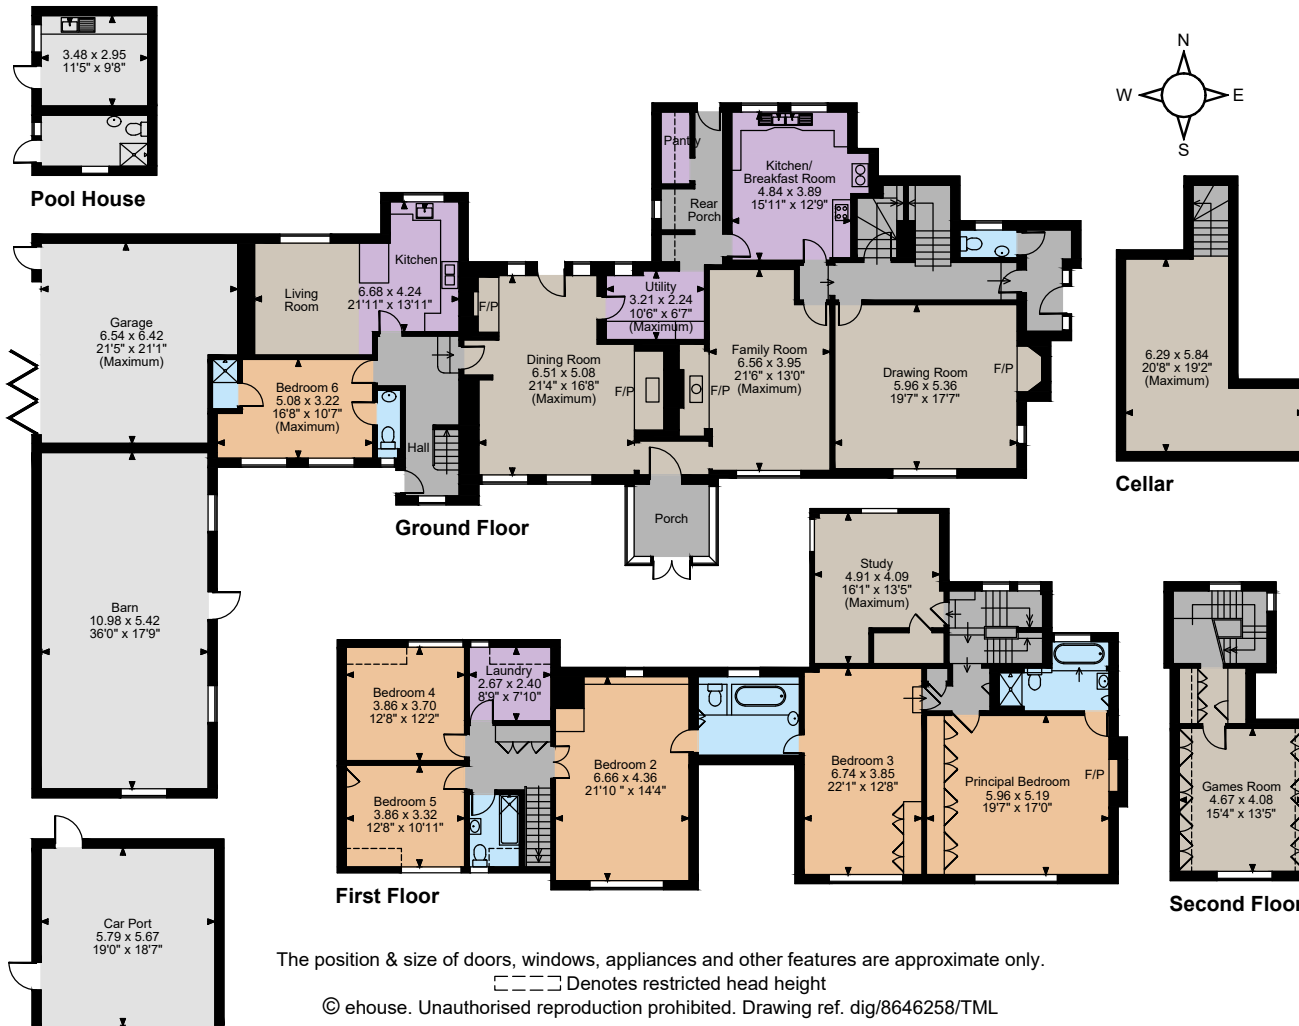 3.48 x 2.95
11'5" x 9'8"
Pool House
N
W
E
S
Pantry
Kitchen/
Breakfast Room
4.84 x 3.89
15'11" x 12'9"
Rear
Porch
Kitchen
Living
Room
6.68 x 4.24
21'11" x 13'11"
F/P
Utility
3.21 x 2.24
10'6" x 6'7"
(Maximum)
Garage
6.54 x 6.42
21'5" x 21'1"
(Maximum)
Dining Room
6.51 x 5.08
21'4" x 16'8"
(Maximum)
F/P
F/P
Family Room
6.56 x 3.95
21'6" x 13'0"
(Maximum)
Drawing Room
5.96 x 5.36
19'7" x 17'7"
F/P
6.29 x 5.84
20'8" x 19'2"
(Maximum)
Cellar
Bedroom 6
5.08 x 3.22
16'8" x 10'7"
(Maximum)
Hall
Ground Floor
Porch
Barn
10.98 x 5.42
36'0" x 17'9"
Study
4.91 x 4.09
16'1" x 13'5"
(Maximum)
Bedroom 4
3.86 x 3.70
12'8" x 12'2"
Laundry
2.67 x 2.40
8'9" x 7'10"
Bedroom 2
6.66 x 4.36
21'10 " x 14'4"
Bedroom 3
6.74 x 3.85
22'1" x 12'8"
Principal Bedroom
5.96 x 5.19
19'7" x 17'0"
F/P
Games Room
4.67 x 4.08
15'4" x 13'5"
Bedroom 5
3.86 x 3.32
12'8" x 10'11"
First Floor
Second Floor
Car Port
5.79 x 5.67
19'0" x 18'7"
The position & size of doors, windows, appliances and other features are approximate only.
Denotes restricted head height
© ehouse. Unauthorised reproduction prohibited. Drawing ref. dig/8646258/TML